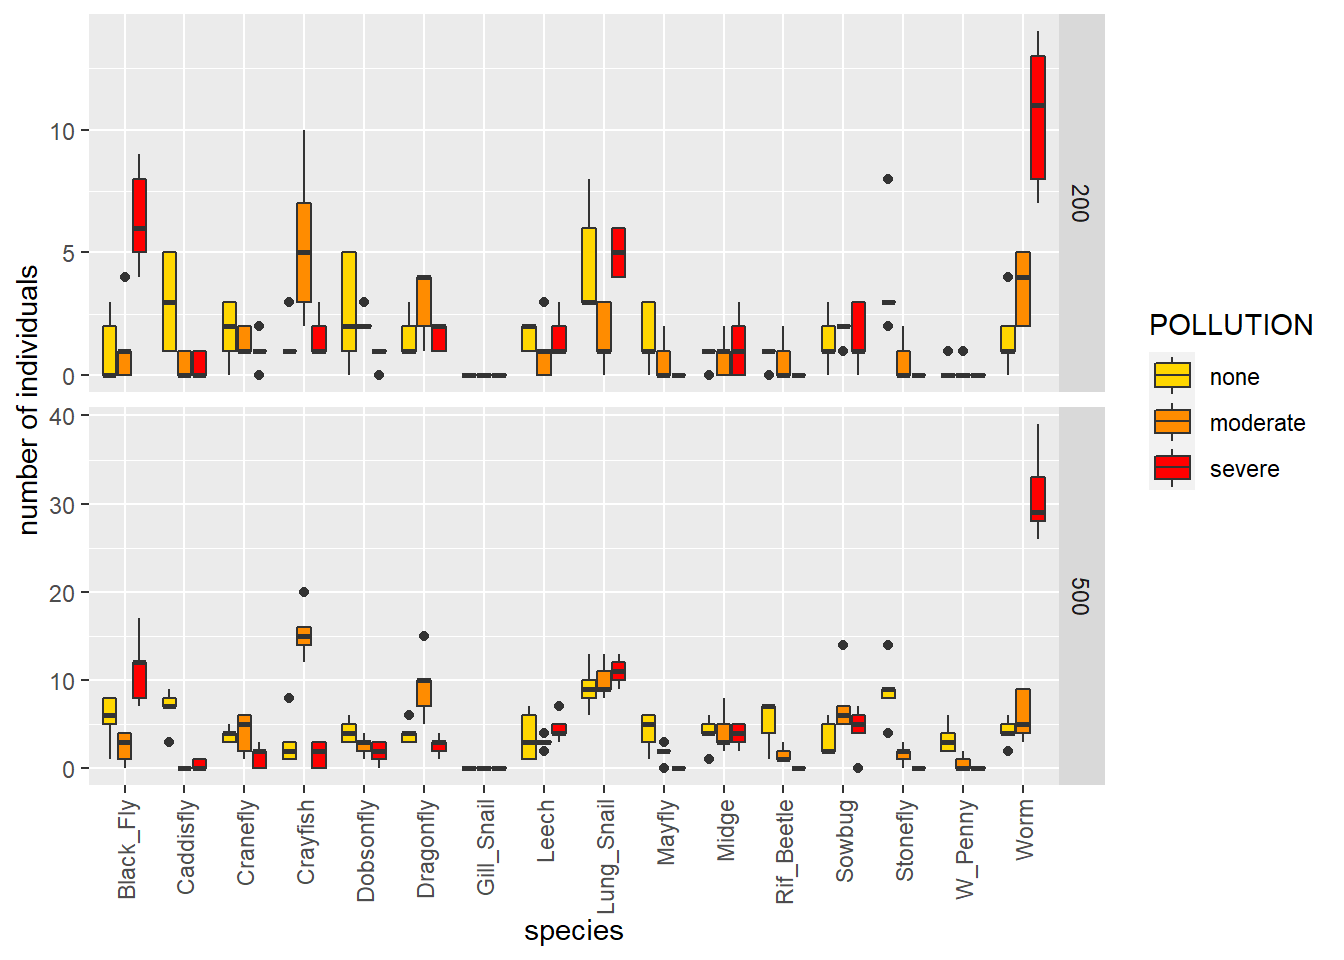 number of individuals
10
5
0
200
40
30
20
10
0
500
Black_Fly
Caddisfly
Cranefly
Crayfish
Dobsonfly
Dragonfly
Gill_Snail
Leech
Lung_Snail
Mayfly
Midge
Rif_Beetle
Sowbug
Stonefly
W_Penny
Worm
species
POLLUTION
none
moderate
severe